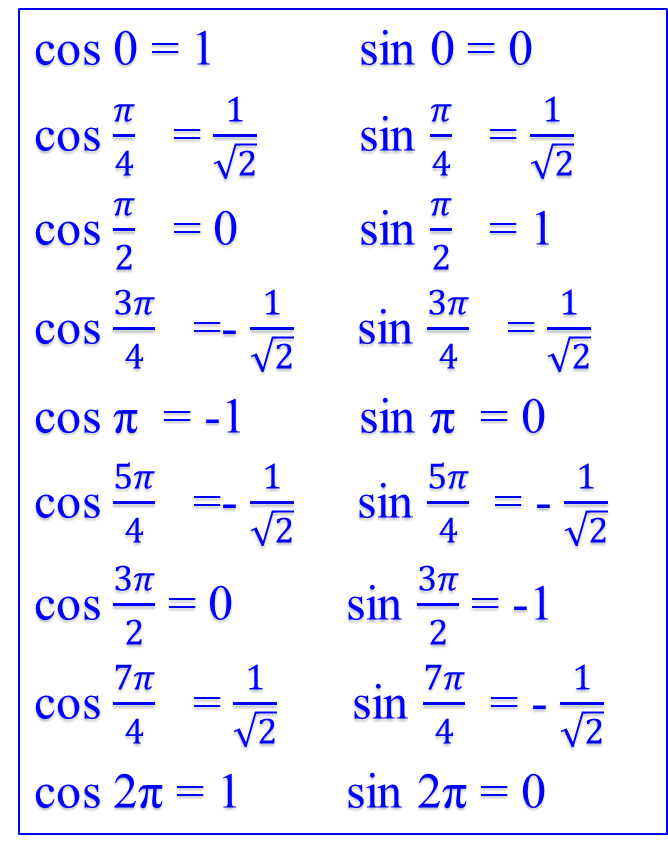 cos 0 = 1 sin 0 = 0
cos π/4 = 1/√2 sin π/4 = 1/√2
cos π/2 = 0 sin π/2 = 1
cos 3π/4 =- 1/√2 sin 3π/4 = 1/√2
cos π = -1 sin π = 0
cos 5π/4 =- 1/√2 sin 5π/4 = - 1/√2
cos 3π/2 = 0 sin 3π/2 = -1
cos 7π/4 = 1/√2 sin 7π/4 = - 1/√2
cos 2π = 1 sin 2π = 0